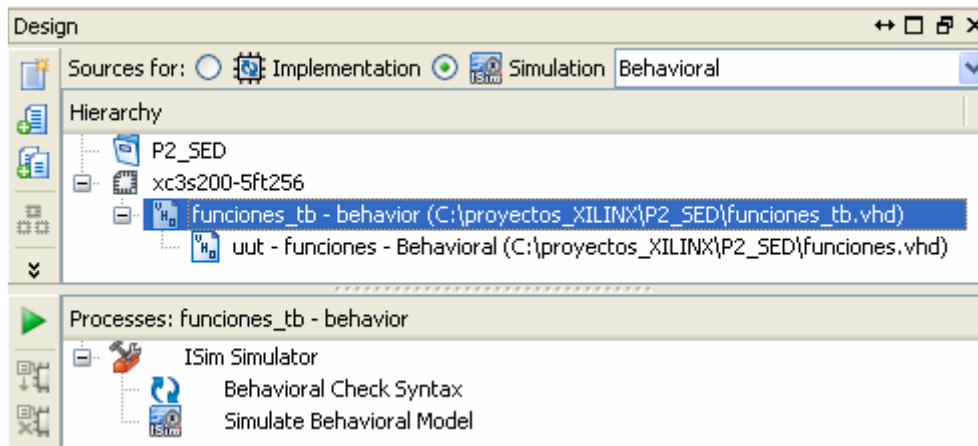 Design
Sources for: Implementation Simulation Behavioral
Hierarchy
P2_SED
xc3s200-5ft256
funciones_tb - behavior (C:\proyectos_XILINX\P2_SED\funciones_tb.vhd)
uut - funciones - Behavioral (C:\proyectos_XILINX\P2_SED\funciones.vhd)
Processes: funciones_tb - behavior
ISim Simulator
Behavioral Check Syntax
Simulate Behavioral Model